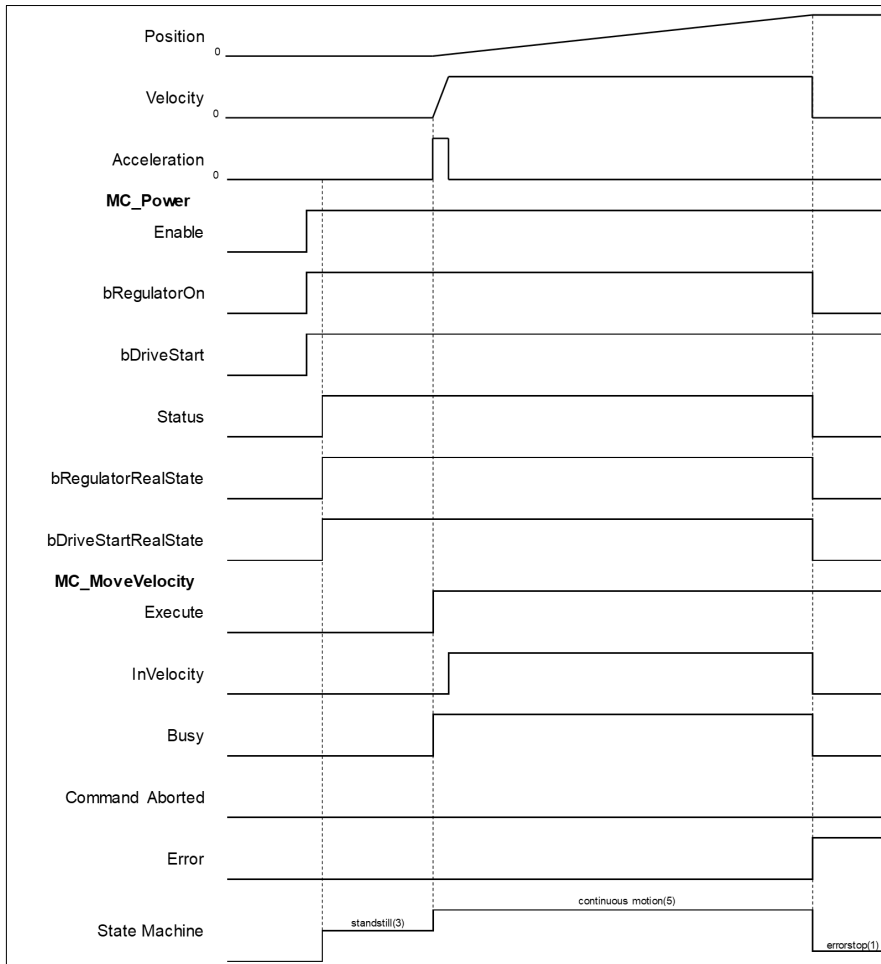 Position
0
Velocity
0
Acceleration
0
MC_Power
Enable
bRegulatorOn
bDriveStart
Status
bRegulatorRealState
bDriveStartRealState
MC_MoveVelocity
Execute
InVelocity
Busy
Command Aborted
Error
State Machine
standstill(3)
continuous motion(5)
errorstop(1)